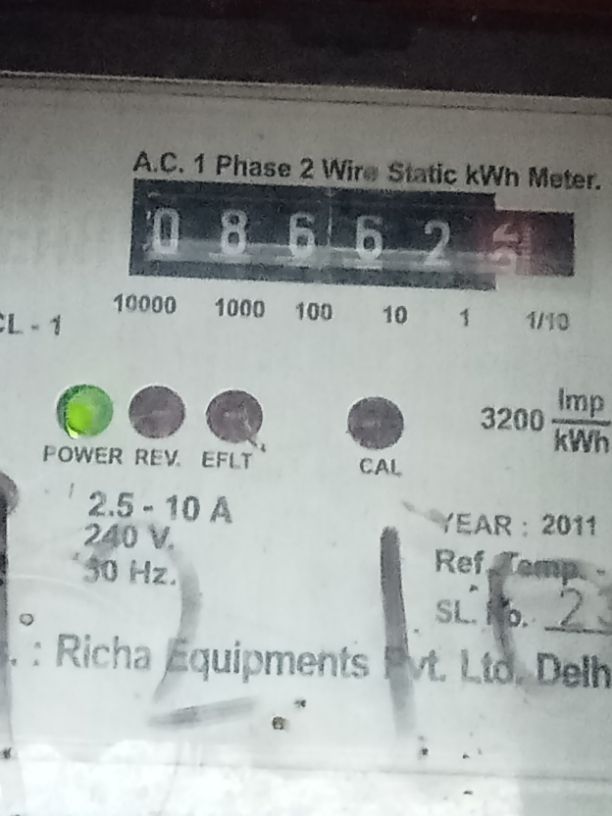 A.C. 1 Phase 2 Wire Static kWh Meter.
0 8 6 6 2
10000 1000 100 10 1 1/10
CL - 1
3200 Imp/kWh
POWER REV. EFLT CAL
2.5 - 10 A
240 V.
50 Hz.
YEAR : 2011
Ref. Temp. -
SL. No. 23
. : Richa Equipments Pvt. Ltd. Delh